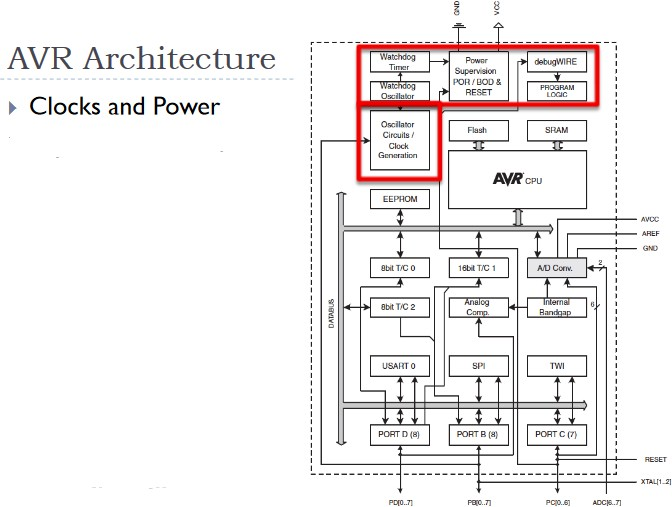 AVR Architecture
Clocks and Power
GND
VCC
Watchdog
Timer
Watchdog
Oscillator
Power
Supervision
POR / BOD &
RESET
debugWIRE
PROGRAM
LOGIC
Oscillator
Circuits /
Clock
Generation
Flash
SRAM
AVR CPU
EEPROM
AVCC
AREF
GND
8bit T/C 0
16bit T/C 1
A/D Conv.
2
8bit T/C 2
Analog
Comp.
Internal
Bandgap
6
DATABUS
USART 0
SPI
TWI
PORT D (8)
PORT B (8)
PORT C (7)
RESET
XTAL[1..2]
PD[0..7]
PB[0..7]
PC[0..6]
ADC[6..7]